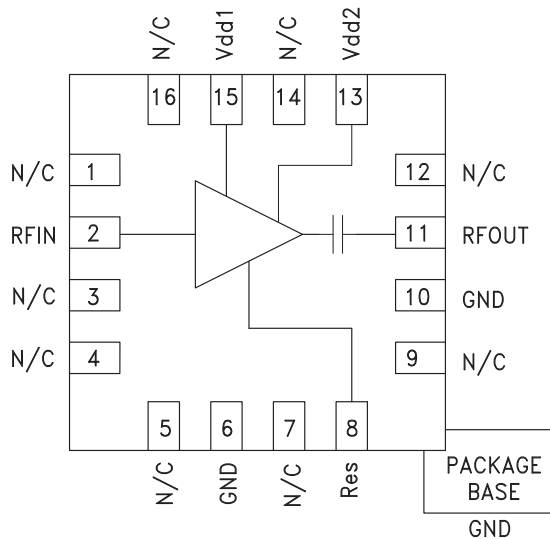 N/C
Vdd1
N/C
Vdd2
16
15
14
13
N/C
1
12
N/C
RFIN
2
11
RFOUT
N/C
3
10
GND
N/C
4
9
N/C
5
6
7
8
N/C
GND
N/C
Res
PACKAGE
BASE
GND